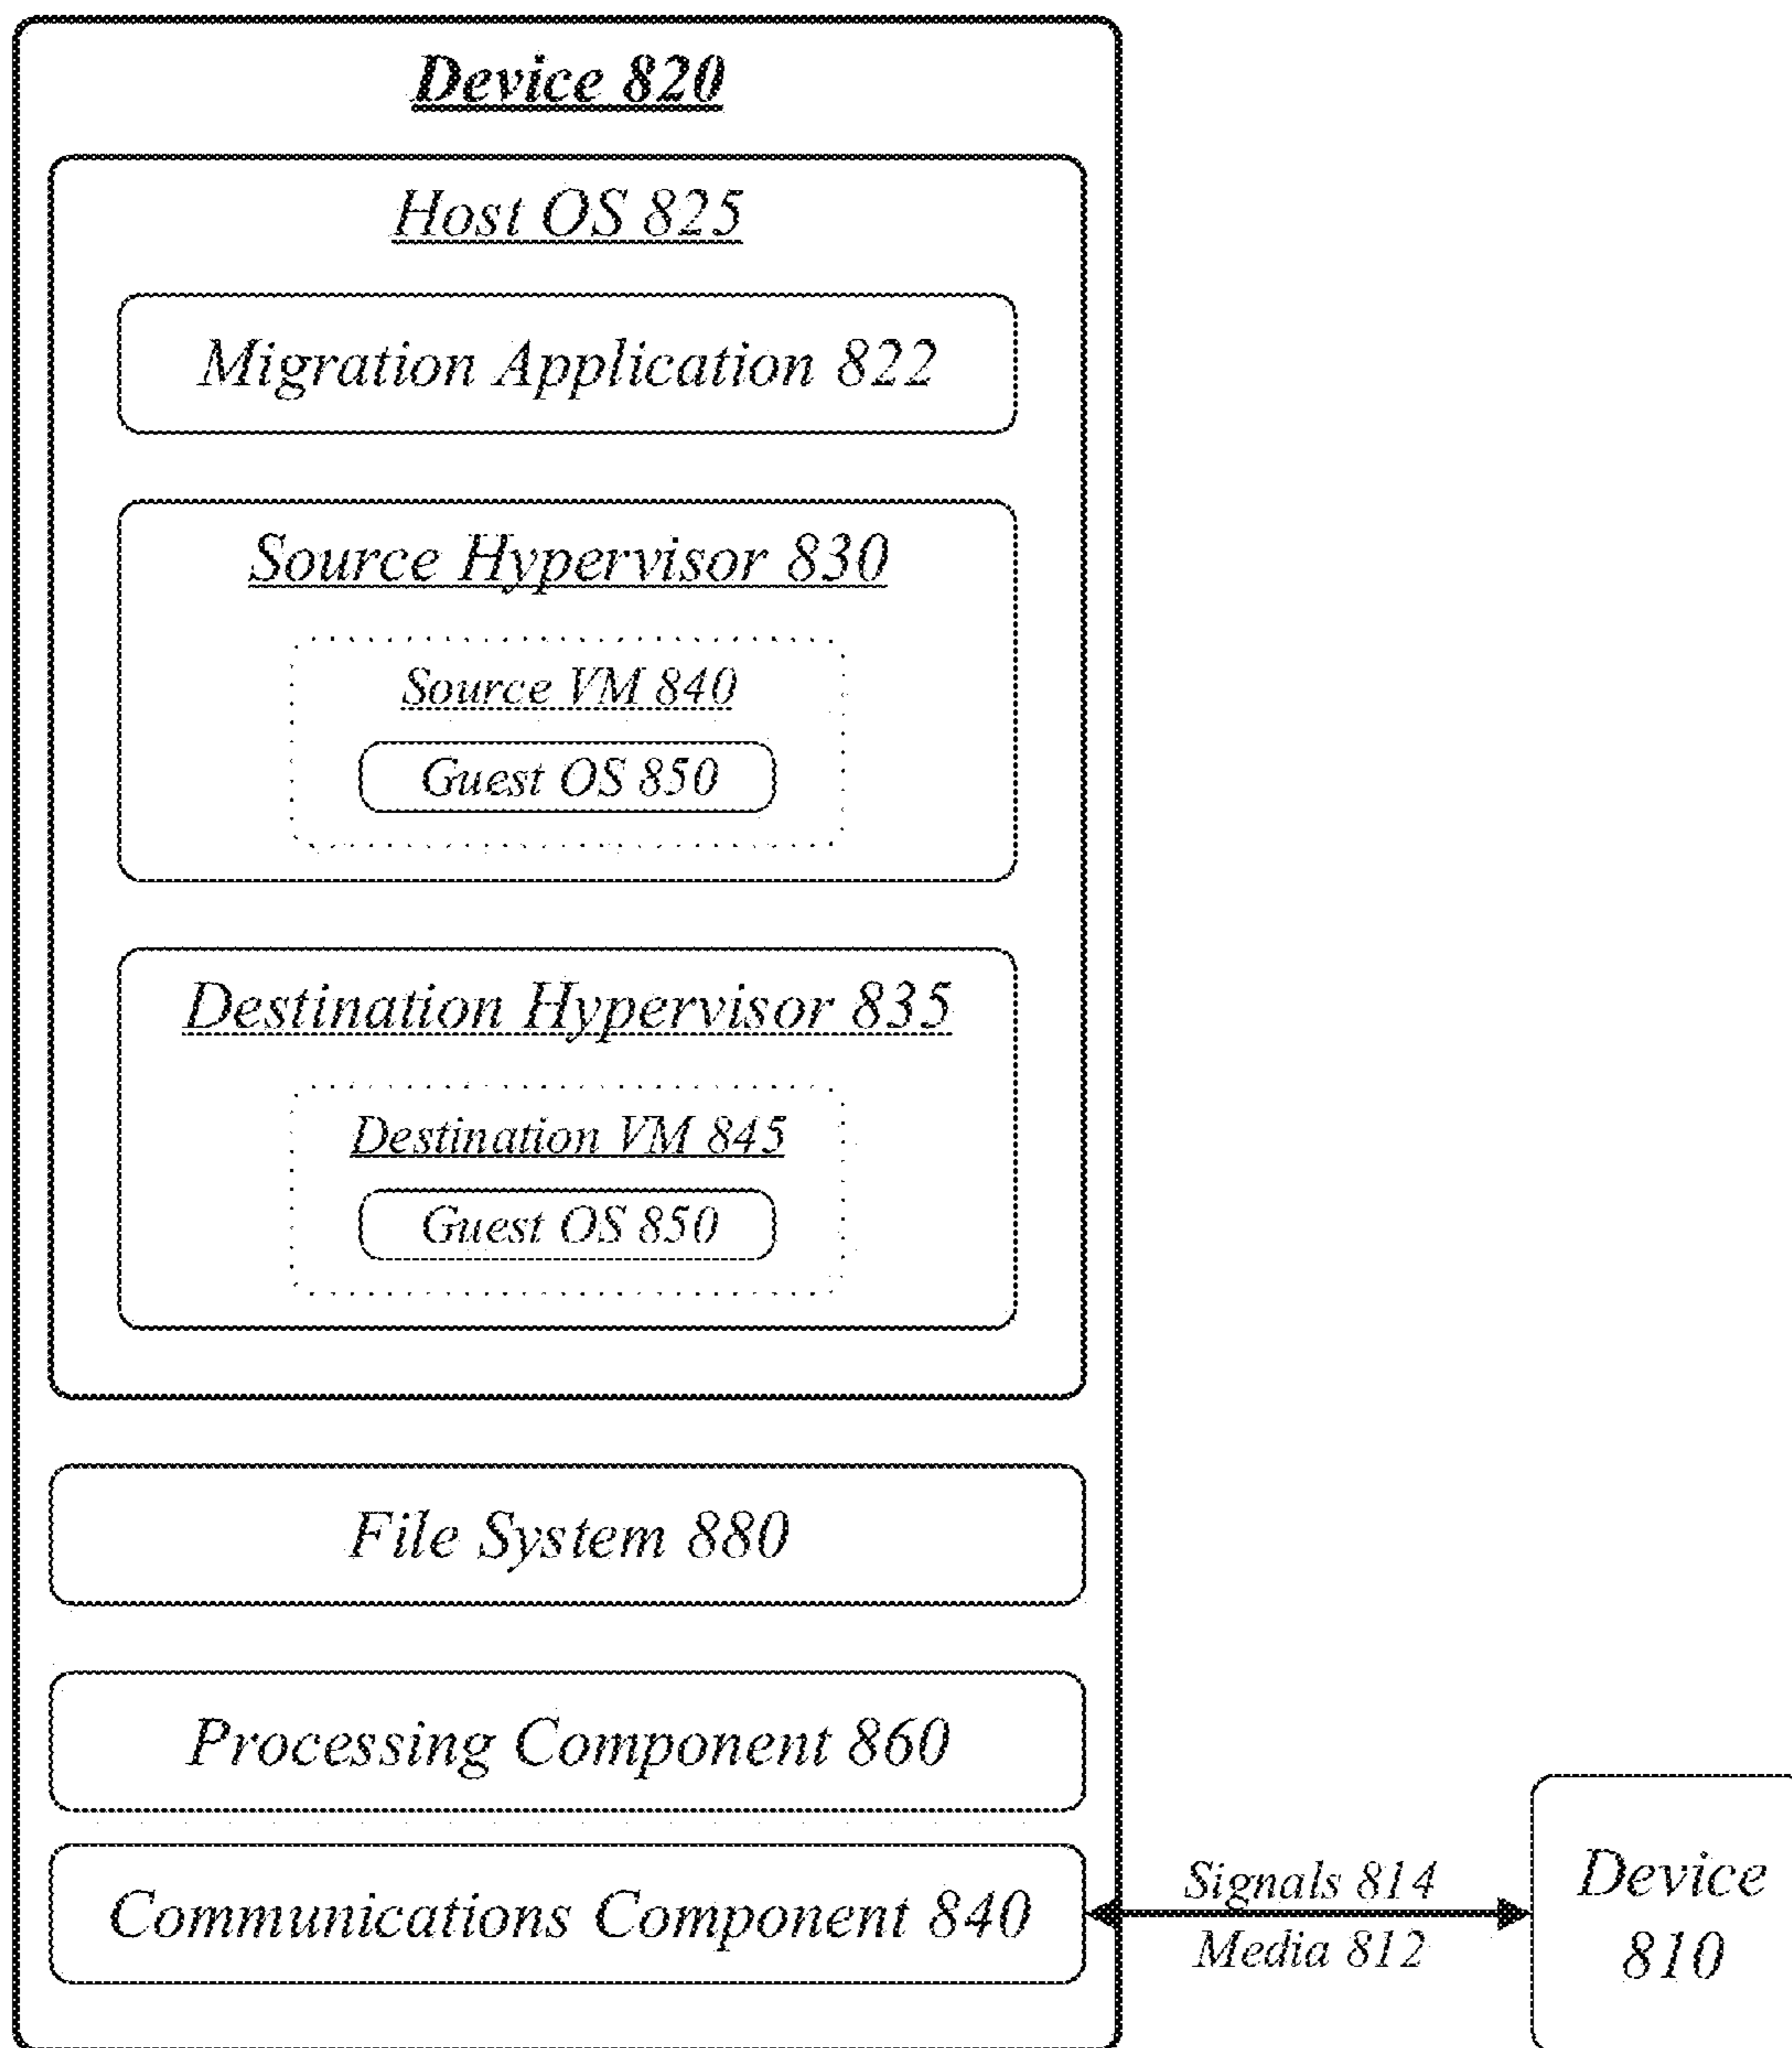 Device 820
Host OS 825
Migration Application 822
Source Hypervisor 830
Source VM 840
Guest OS 850
Destination Hypervisor 835
Destination VM 845
Guest OS 850
File System 880
Processing Component 860
Communications Component 840
Signals 814
Media 812
Device
810